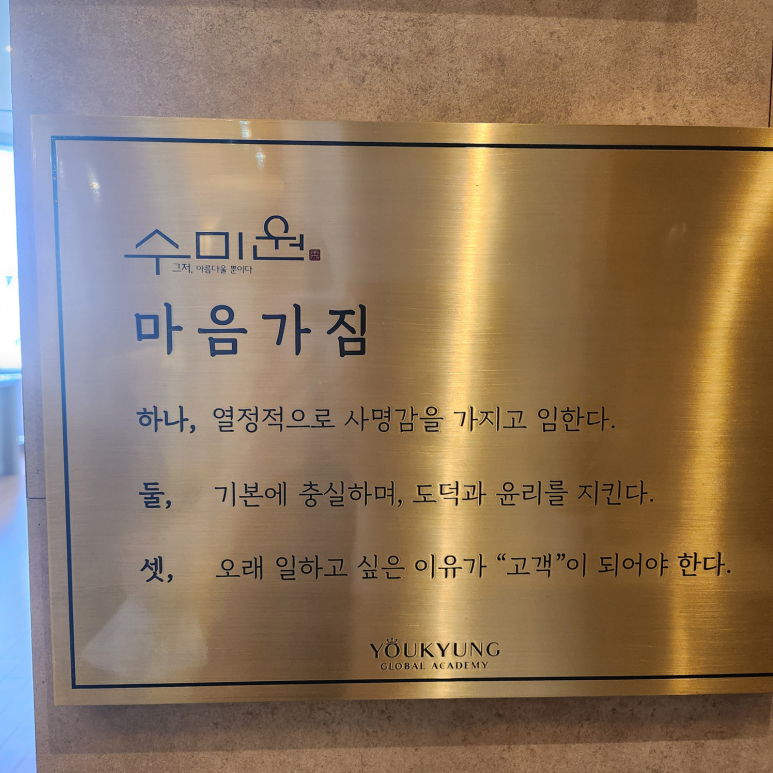 수미원
그저, 아름다울 뿐이다
마음가짐
하나, 열정적으로 사명감을 가지고 임한다.
둘, 기본에 충실하며, 도덕과 윤리를 지킨다.
셋, 오래 일하고 싶은 이유가 “고객”이 되어야 한다.
YOUKYUNG
GLOBAL ACADEMY